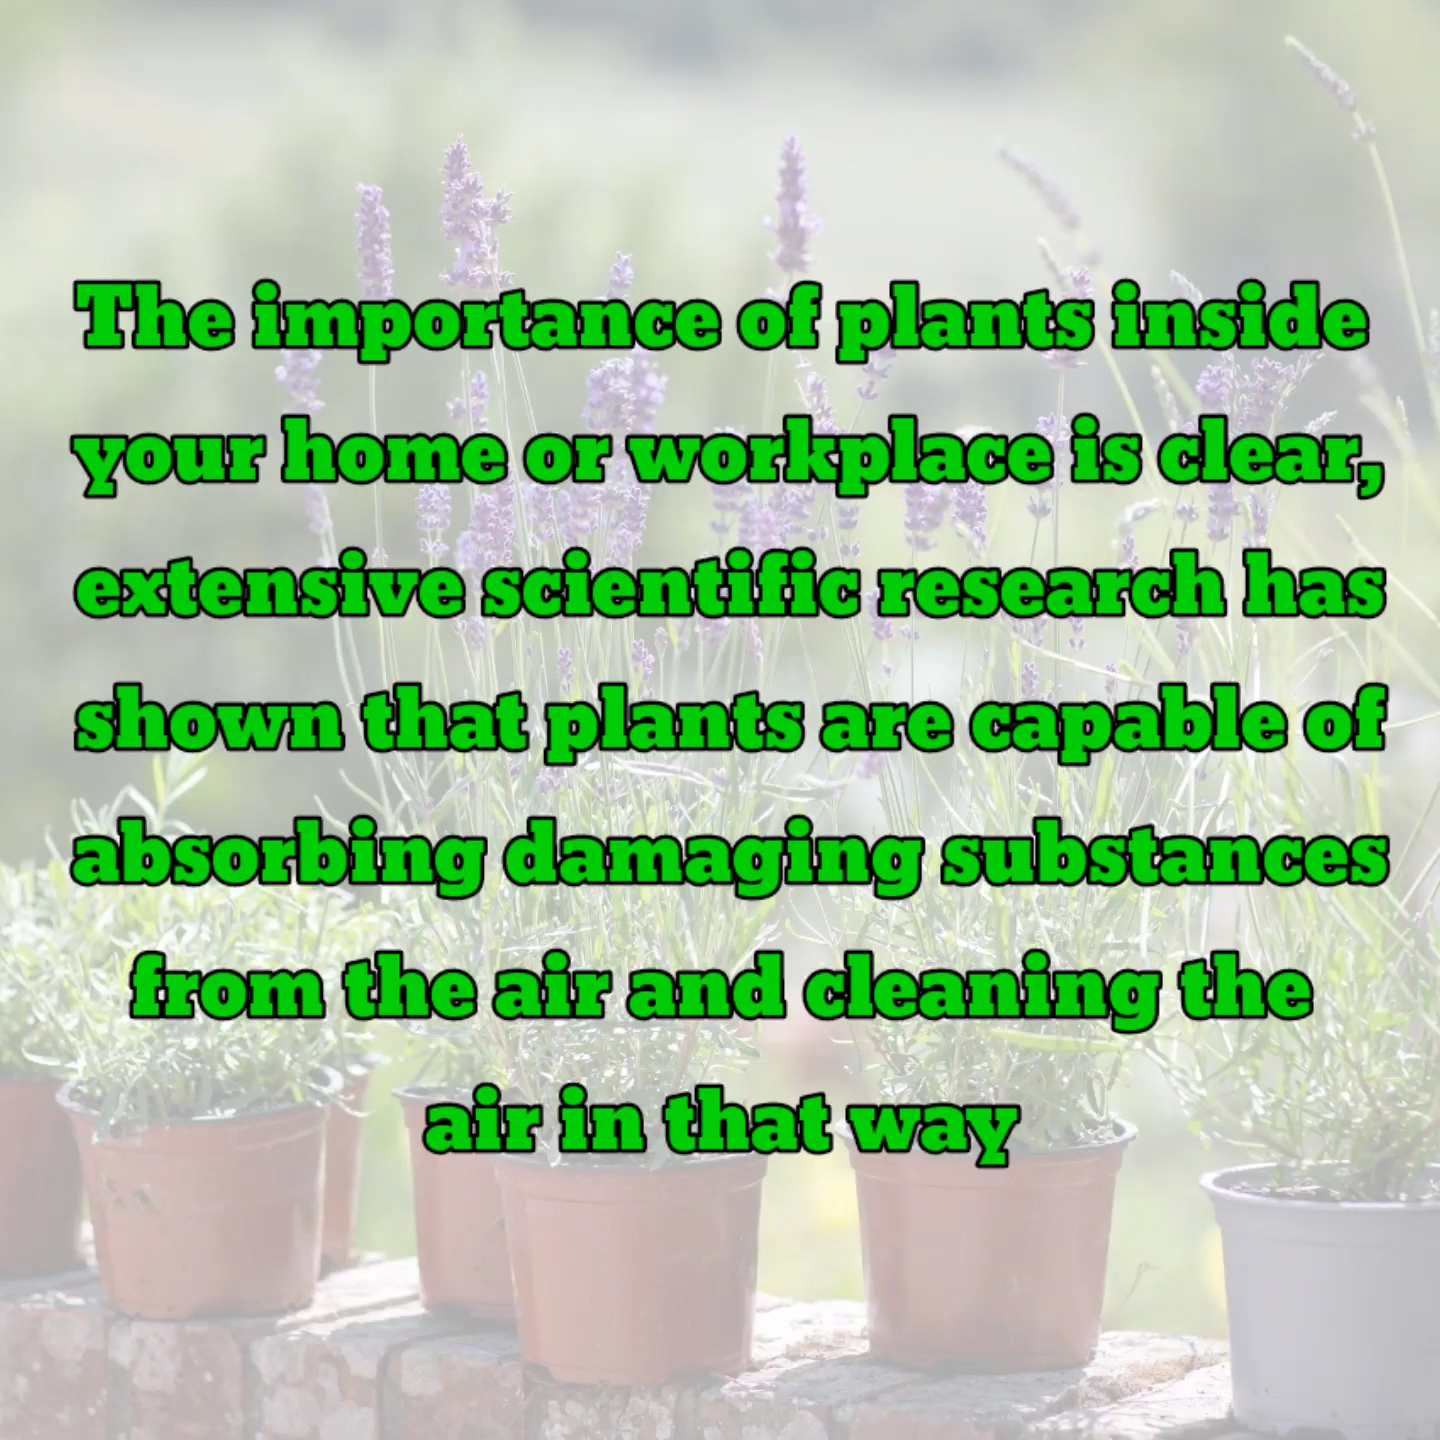 The importance of plants inside
your home or workplace is clear,
extensive scientific research has
shown that plants are capable of
absorbing damaging substances
from the air and cleaning the
air in that way